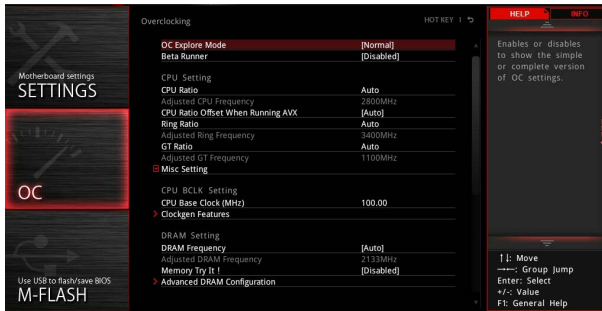 Motherboard settings
SETTINGS
OC
Use USB to flash/save BIOS
M-FLASH
Overclocking
HOT KEY
OC Explore Mode [Normal]
Beta Runner [Disabled]
CPU Setting
CPU Ratio Auto
Adjusted CPU Frequency 2800MHz
CPU Ratio Offset When Running AVX [Auto]
Ring Ratio Auto
Adjusted Ring Frequency 3400MHz
GT Ratio Auto
Adjusted GT Frequency 1100MHz
Misc Setting
CPU BCLK Setting
CPU Base Clock (MHz) 100.00
Clockgen Features
DRAM Setting
DRAM Frequency [Auto]
Adjusted DRAM Frequency 2133MHz
Memory Try It ! [Disabled]
Advanced DRAM Configuration
HELP INFO
Enables or disables
to show the simple
or complete version
of OC settings.
↑↓: Move
→←: Group Jump
Enter: Select
+/-: Value
F1: General Help